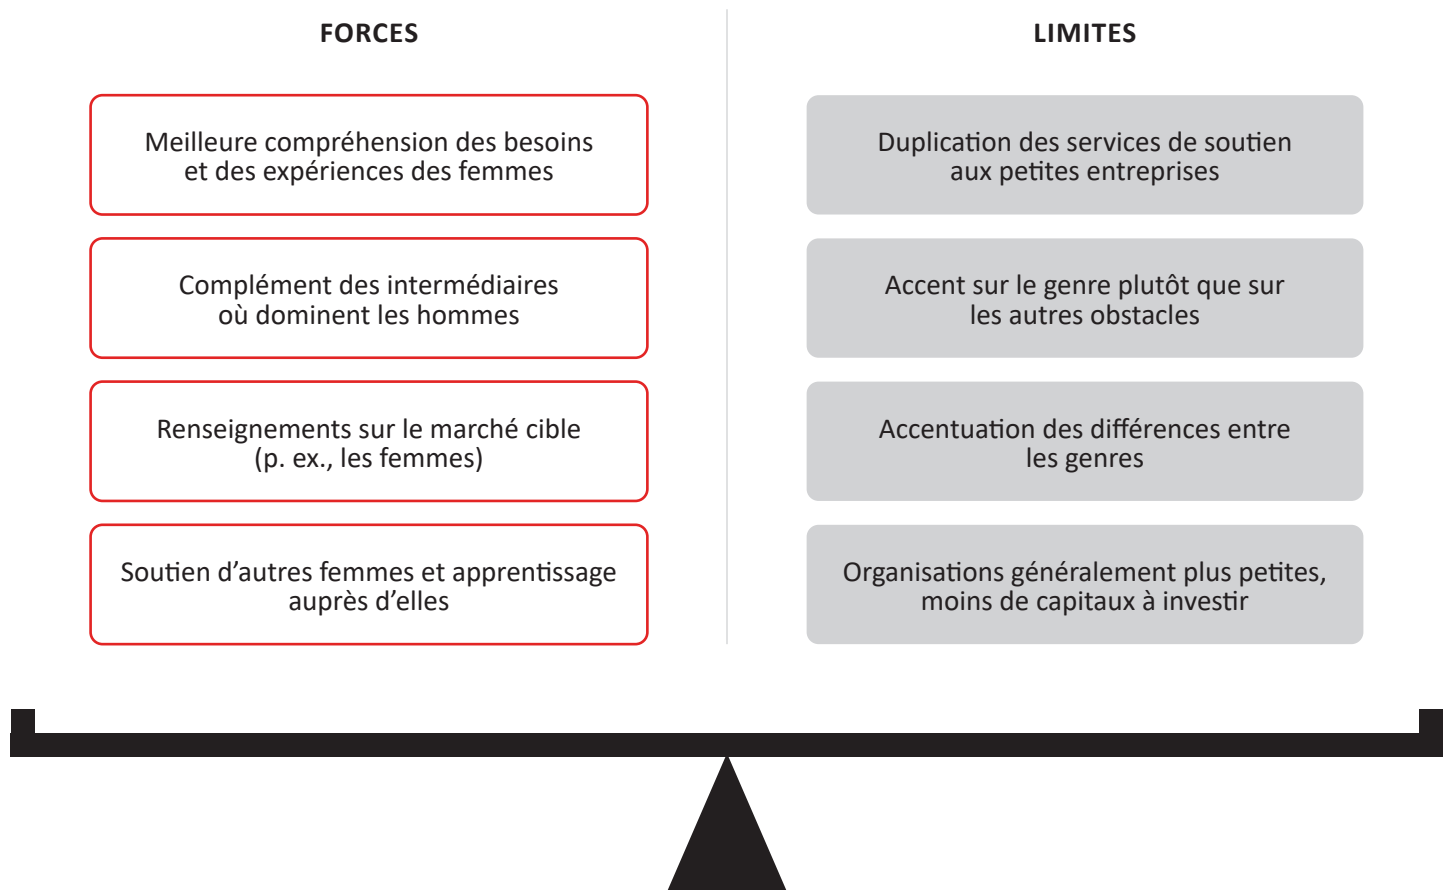 FORCES
Meilleure compréhension des besoins
et des expériences des femmes
Complément des intermédiaires
où dominent les hommes
Renseignements sur le marché cible
(p. ex., les femmes)
Soutien d'autres femmes et apprentissage
auprès d'elles
LIMITES
Duplication des services de soutien
aux petites entreprises
Accent sur le genre plutôt que sur
les autres obstacles
Accentuation des différences entre
les genres
Organisations généralement plus petites,
moins de capitaux à investir